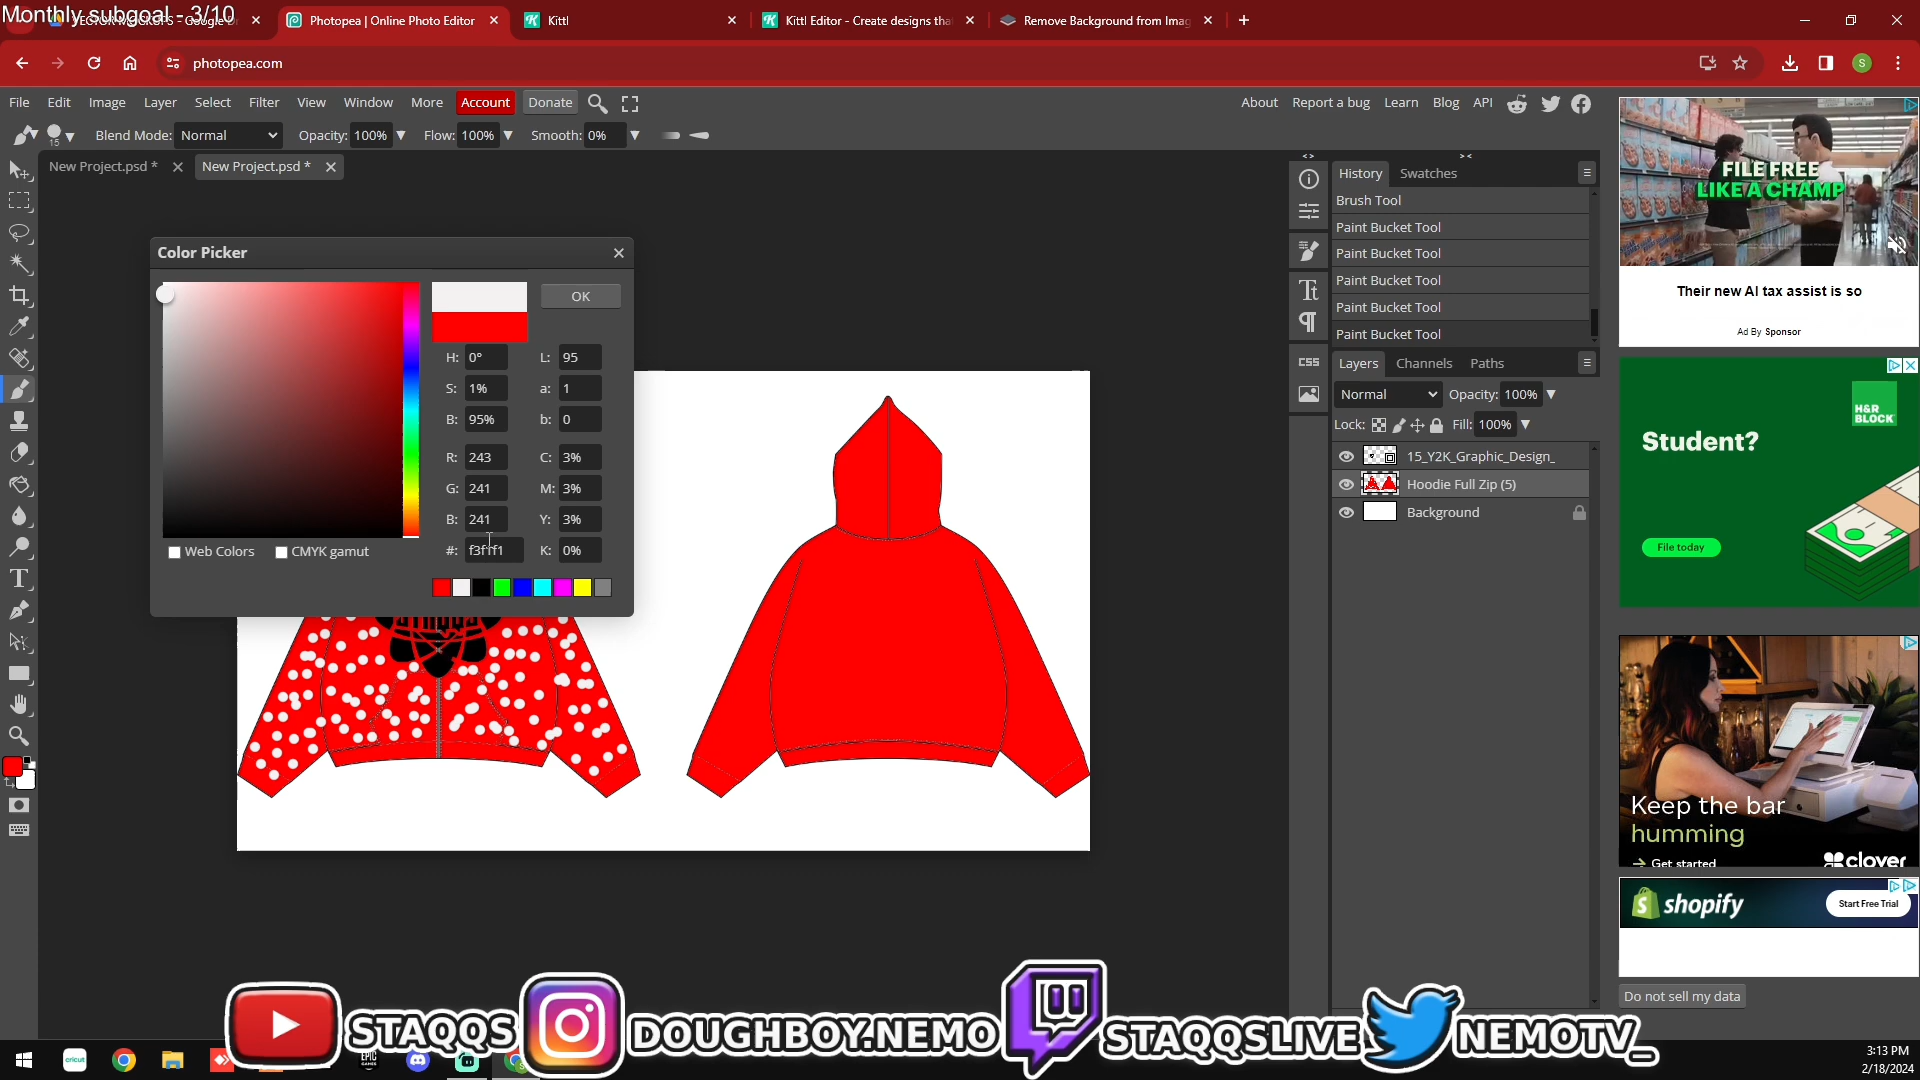 Monthly subgoal - 3/10
Photopea | Online Photo Editor
Kittl
Kittl Editor - Create designs tha
Remove Background from Imag
photopea.com
File Edit Image Layer Select Filter View Window More Account Donate
About Report a bug Learn Blog API
15
Blend Mode: Normal Opacity: 100% Flow: 100% Smooth: 0%
New Project.psd *
New Project.psd *
Color Picker
OK
H: 0° L: 95
S: 1% a: 1
B: 95% b: 0
R: 243 C: 3%
G: 241 M: 3%
B: 241 Y: 3%
#: f3f1f1 K: 0%
Web Colors CMYK gamut
History Swatches
Brush Tool
Paint Bucket Tool
Paint Bucket Tool
Paint Bucket Tool
Paint Bucket Tool
Paint Bucket Tool
CSS
Layers Channels Paths
Normal Opacity: 100%
Lock: Fill: 100%
15_Y2K_Graphic_Design_
Hoodie Full Zip (5)
Background
FILE FREE
LIKE A CHAMP
Their new AI tax assist is so
Ad By Sponsor
H&R
BLOCK
Student?
File today
Keep the bar
humming
Get started
clover
shopify
Start Free Trial
Do not sell my data
STAQQS
DOUGHBOY.NEMO
STAQQSLIVE
NEMOTV_
cricut
EPIC
GAMES
3:13 PM
2/18/2024